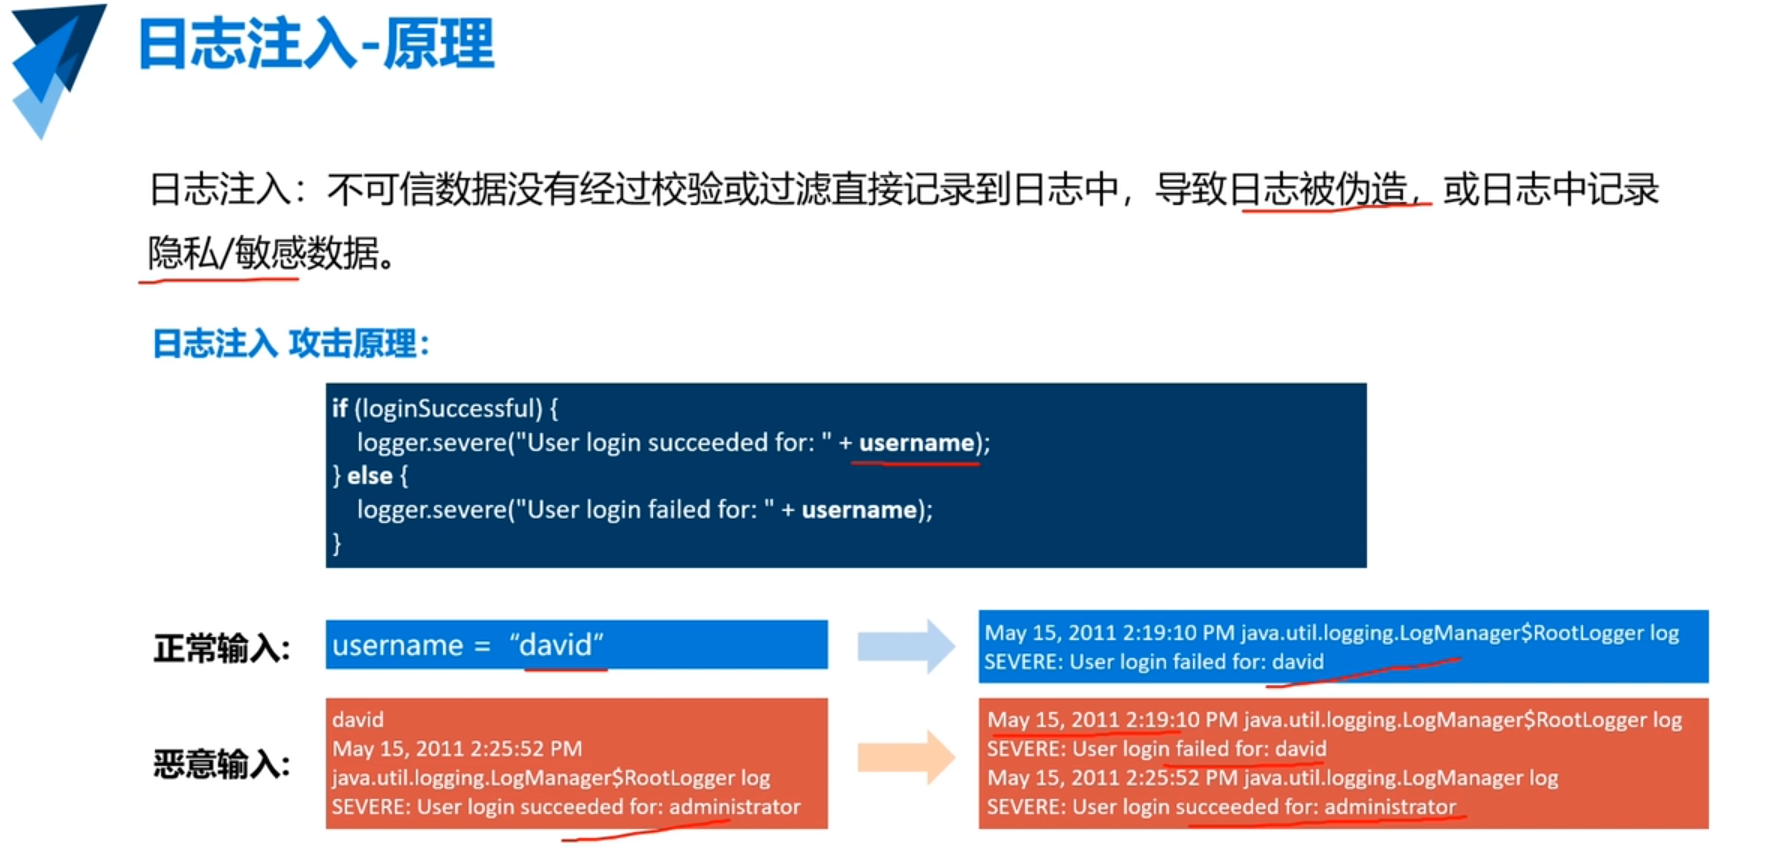 日志注入-原理
日志注入：不可信数据没有经过校验或过滤直接记录到日志中，导致日志被伪造，或日志中记录
隐私/敏感数据。
日志注入 攻击原理：
if (loginSuccessful) {
logger.severe("User login succeeded for: " + username);
} else {
logger.severe("User login failed for: " + username);
}
正常输入:
username = “david”
May 15, 2011 2:19:10 PM java.util.logging.LogManager$RootLogger log
SEVERE: User login failed for: david
恶意输入:
david
May 15, 2011 2:25:52 PM
java.util.logging.LogManager$RootLogger log
SEVERE: User login succeeded for: administrator
May 15, 2011 2:19:10 PM java.util.logging.LogManager$RootLogger log
SEVERE: User login failed for: david
May 15, 2011 2:25:52 PM java.util.logging.LogManager log
SEVERE: User login succeeded for: administrator